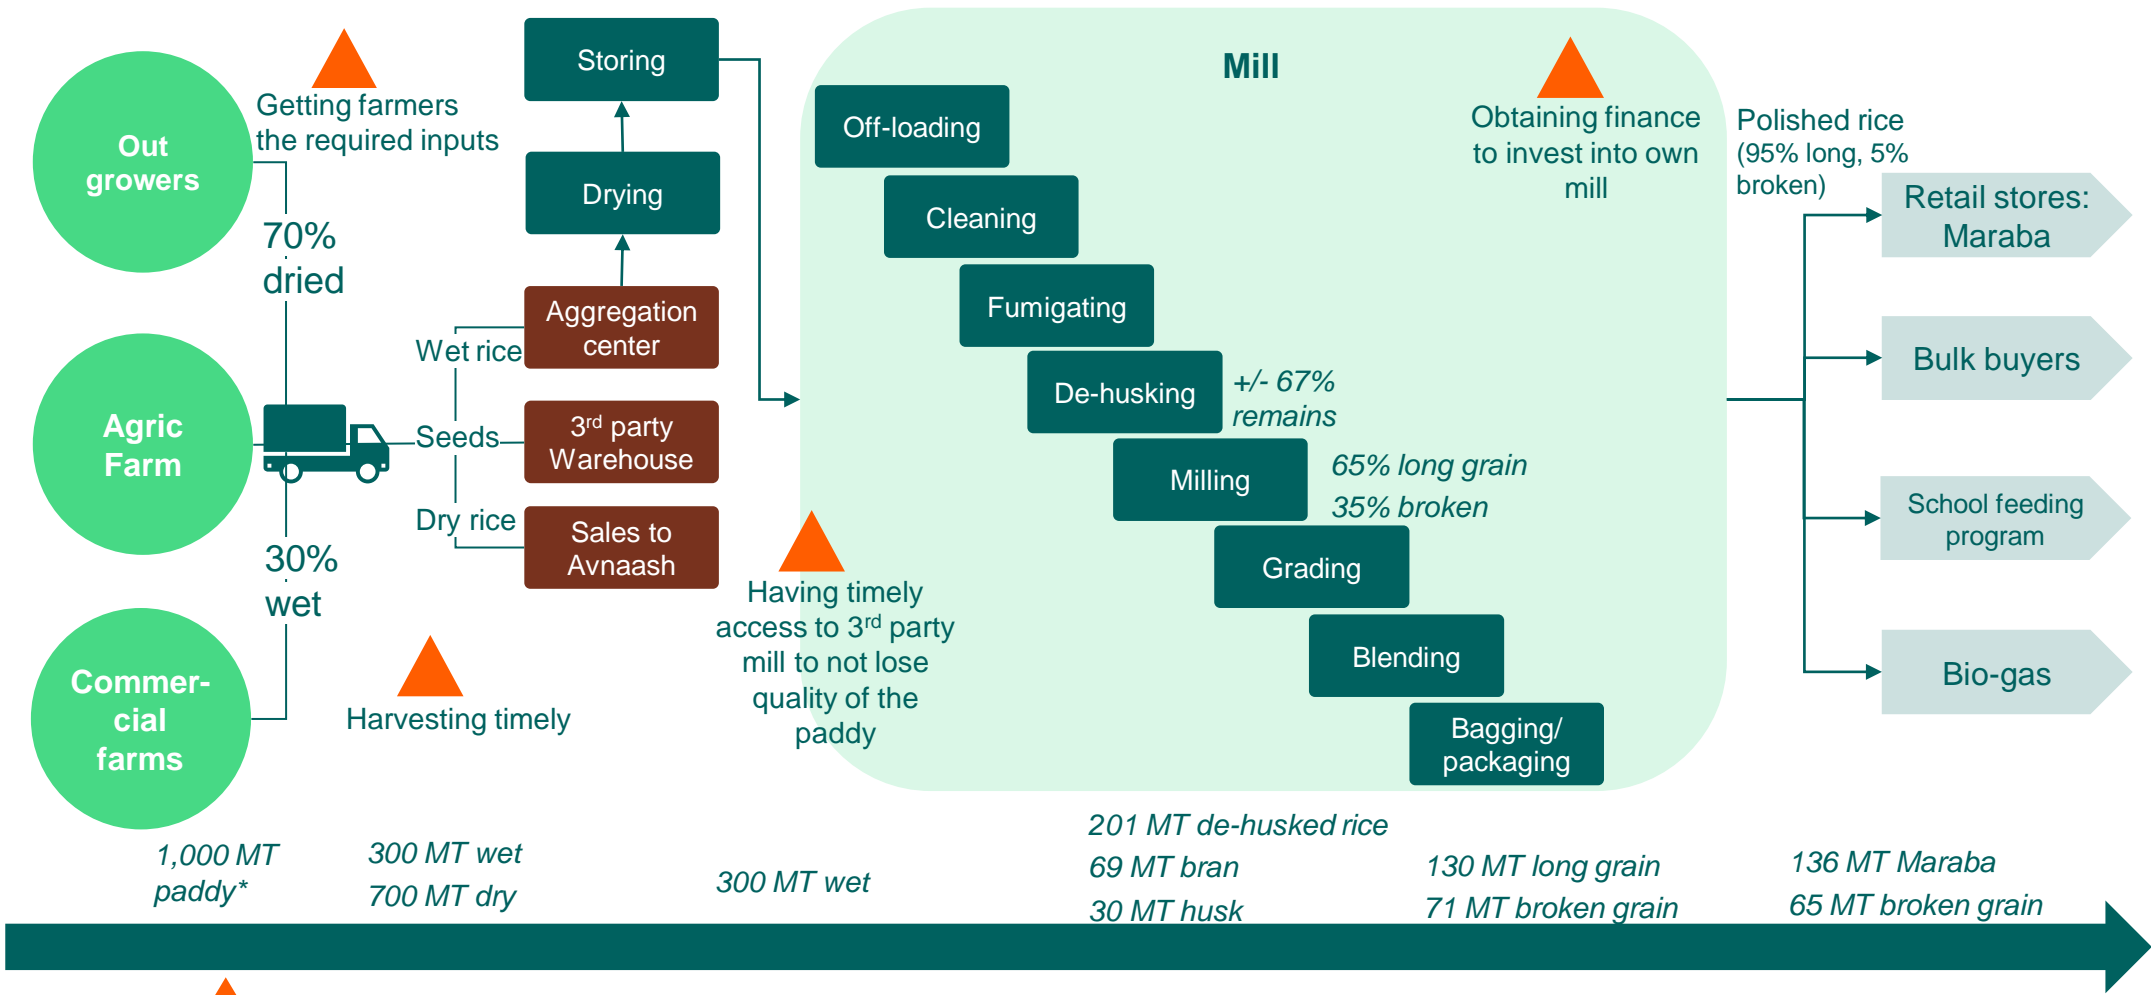 Out
growers
Agric
Farm
Commer-
cial
farms
Getting farmers
the required inputs
70%
dried
30%
wet
Harvesting timely
Wet rice
Seeds
Dry rice
Storing
Drying
Aggregation
center
3rd party
Warehouse
Sales to
Avnaash
Having timely
access to 3rd party
mill to not lose
quality of the
paddy
Mill
Off-loading
Cleaning
Fumigating
De-husking
+/- 67%
remains
Milling
65% long grain
35% broken
Grading
Blending
Bagging/
packaging
Obtaining finance
to invest into own
mill
Polished rice
(95% long, 5%
broken)
Retail stores:
Maraba
Bulk buyers
School feeding
program
Bio-gas
1,000 MT
paddy*
300 MT wet
700 MT dry
300 MT wet
201 MT de-husked rice
69 MT bran
30 MT husk
130 MT long grain
71 MT broken grain
136 MT Maraba
65 MT broken grain